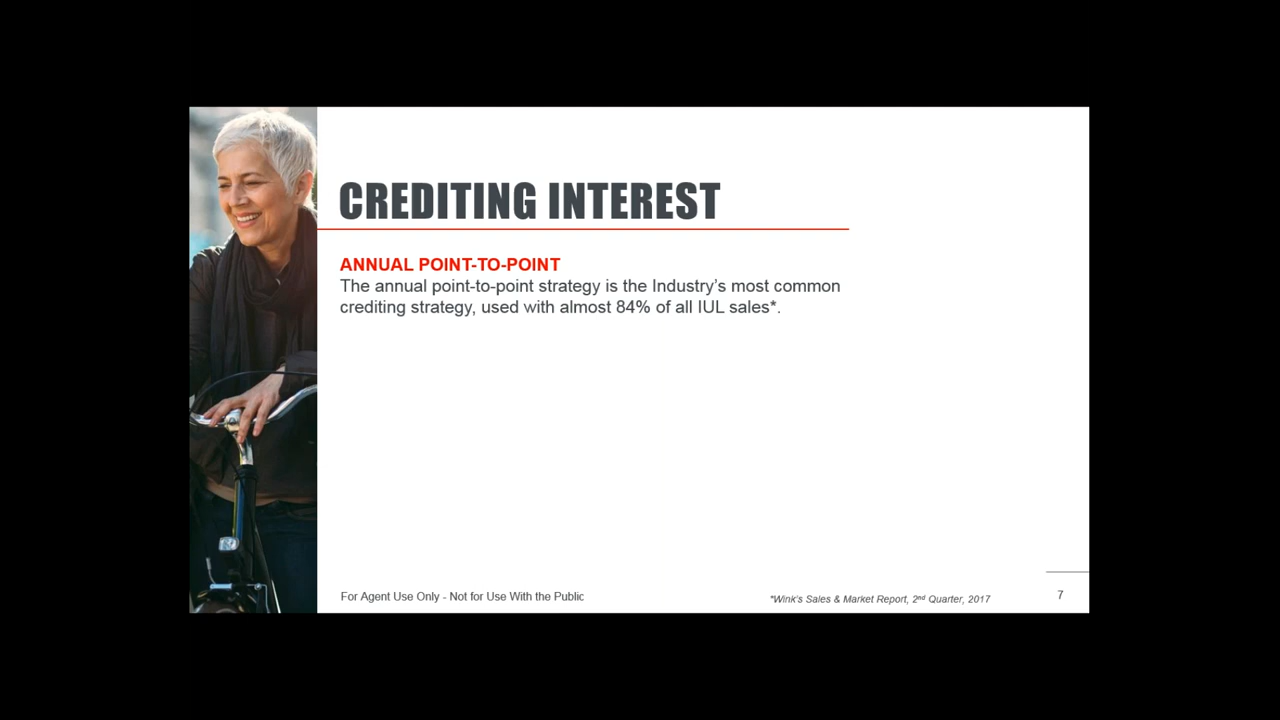 CREDITING INTEREST
ANNUAL POINT-TO-POINT
The annual point-to-point strategy is the Industry's most common
crediting strategy, used with almost 84% of all IUL sales*.
For Agent Use Only - Not for Use With the Public
*Wink's Sales & Market Report, 2nd Quarter, 2017
7